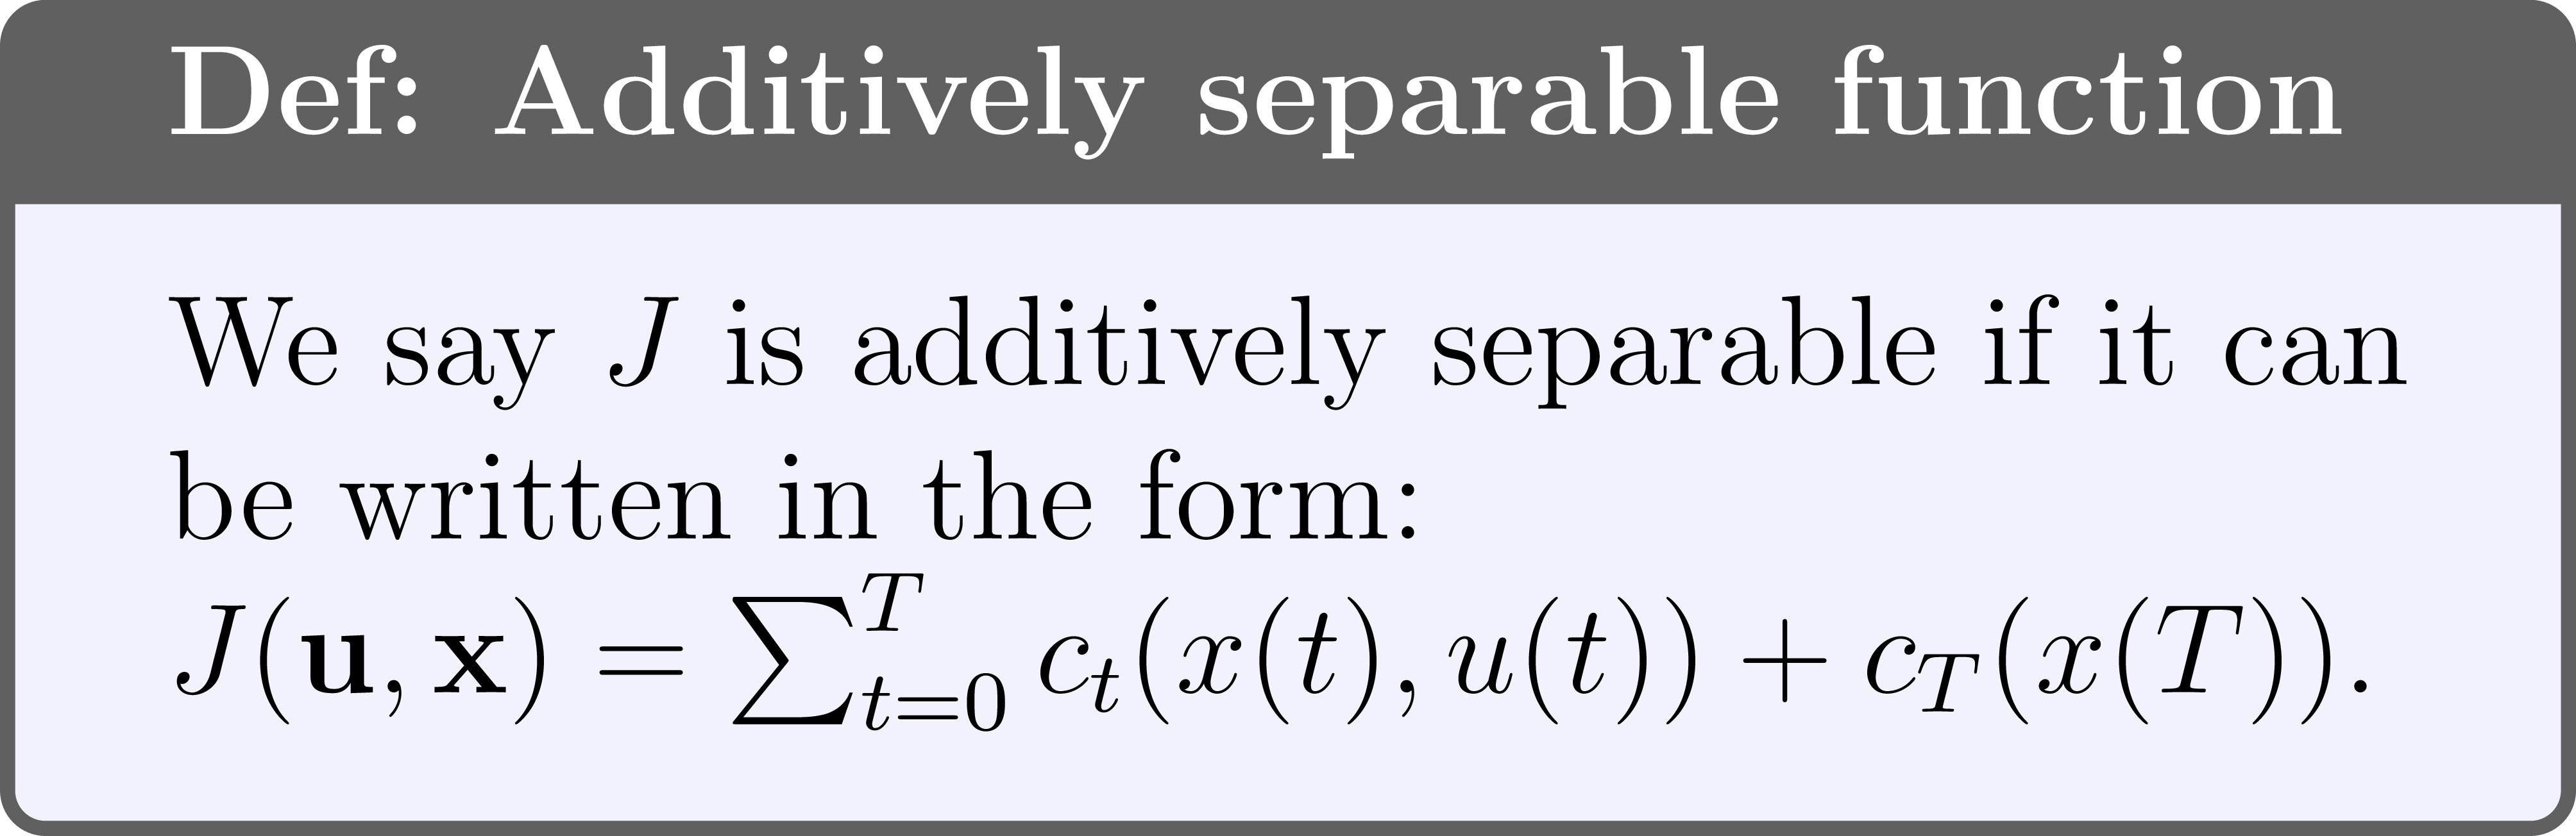 Def: Additively separable function
We say J is additively separable if it can
be written in the form:
J(𝐮, 𝐱) = ∑_{t=0}^{T} c_t(x(t), u(t)) + c_T(x(T)).